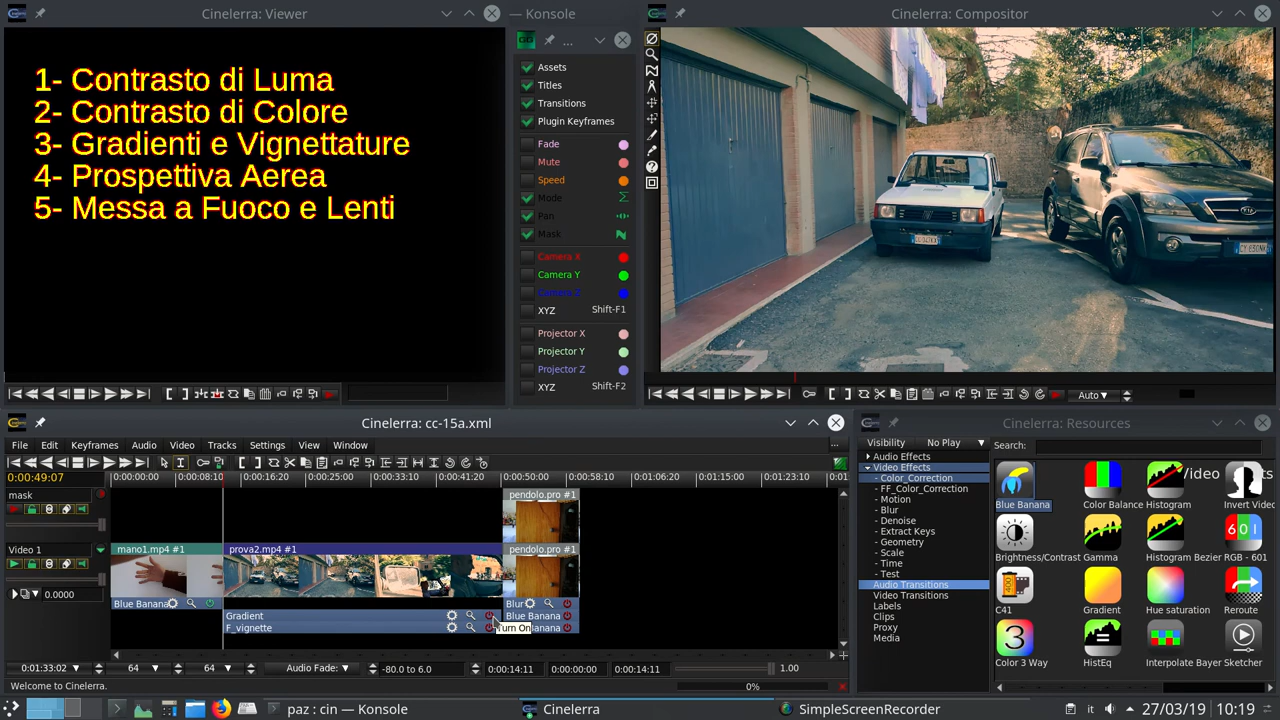 Cinelerra: Viewer
— Konsole
Cinelerra: Compositor
1- Contrasto di Luma
2- Contrasto di Colore
3- Gradienti e Vignettature
4- Prospettiva Aerea
5- Messa a Fuoco e Lenti
...
Assets
Titles
Transitions
Plugin Keyframes
Fade
Mute
Speed
Mode
Pan
Mask
Camera X
Camera Y
Camera Z
XYZ Shift-F1
Projector X
Projector Y
Projector Z
XYZ Shift-F2
KIA
Auto
Cinelerra: cc-15a.xml
File Edit Keyframes Audio Video Tracks Settings View Window
0:00:49:07
0:00:00:00 0:00:08:10 0:00:16:20 0:00:25:00 0:00:33:10 0:00:41:20 0:00:50:00 0:00:58:10 0:01:06:20 0:01:15:00 0:01:23:10
mask
pendolo.pro #1
Video 1
mano1.mp4 #1 prova2.mp4 #1 pendolo.pro #1
0.0000
Blue Banana
Blur
Gradient
Blue Banana
F_vignette
Turn On
0:01:33:02 64 64 Audio Fade: -80.0 to 6.0 0:00:14:11 0:00:00:00 0:00:14:11 1.00
Welcome to Cinelerra.
0%
Cinelerra: Resources
Visibility No Play
Search:
Audio Effects
Video Effects
- Color_Correction
- FF_Color_Correction
- Motion
- Blur
- Denoise
- Extract Keys
- Geometry
- Scale
- Time
- Test
Audio Transitions
Video Transitions
Labels
Clips
Proxy
Media
Blue Banana
Color Balance
Histogram
Invert Video
Brightness/Contrast
Gamma
Histogram Bezier
RGB - 601
C41
Gradient
Hue saturation
Reroute
Color 3 Way
HistEq
Interpolate Bayer
Sketcher
paz : cin — Konsole
Cinelerra
SimpleScreenRecorder
it
27/03/19
10:19